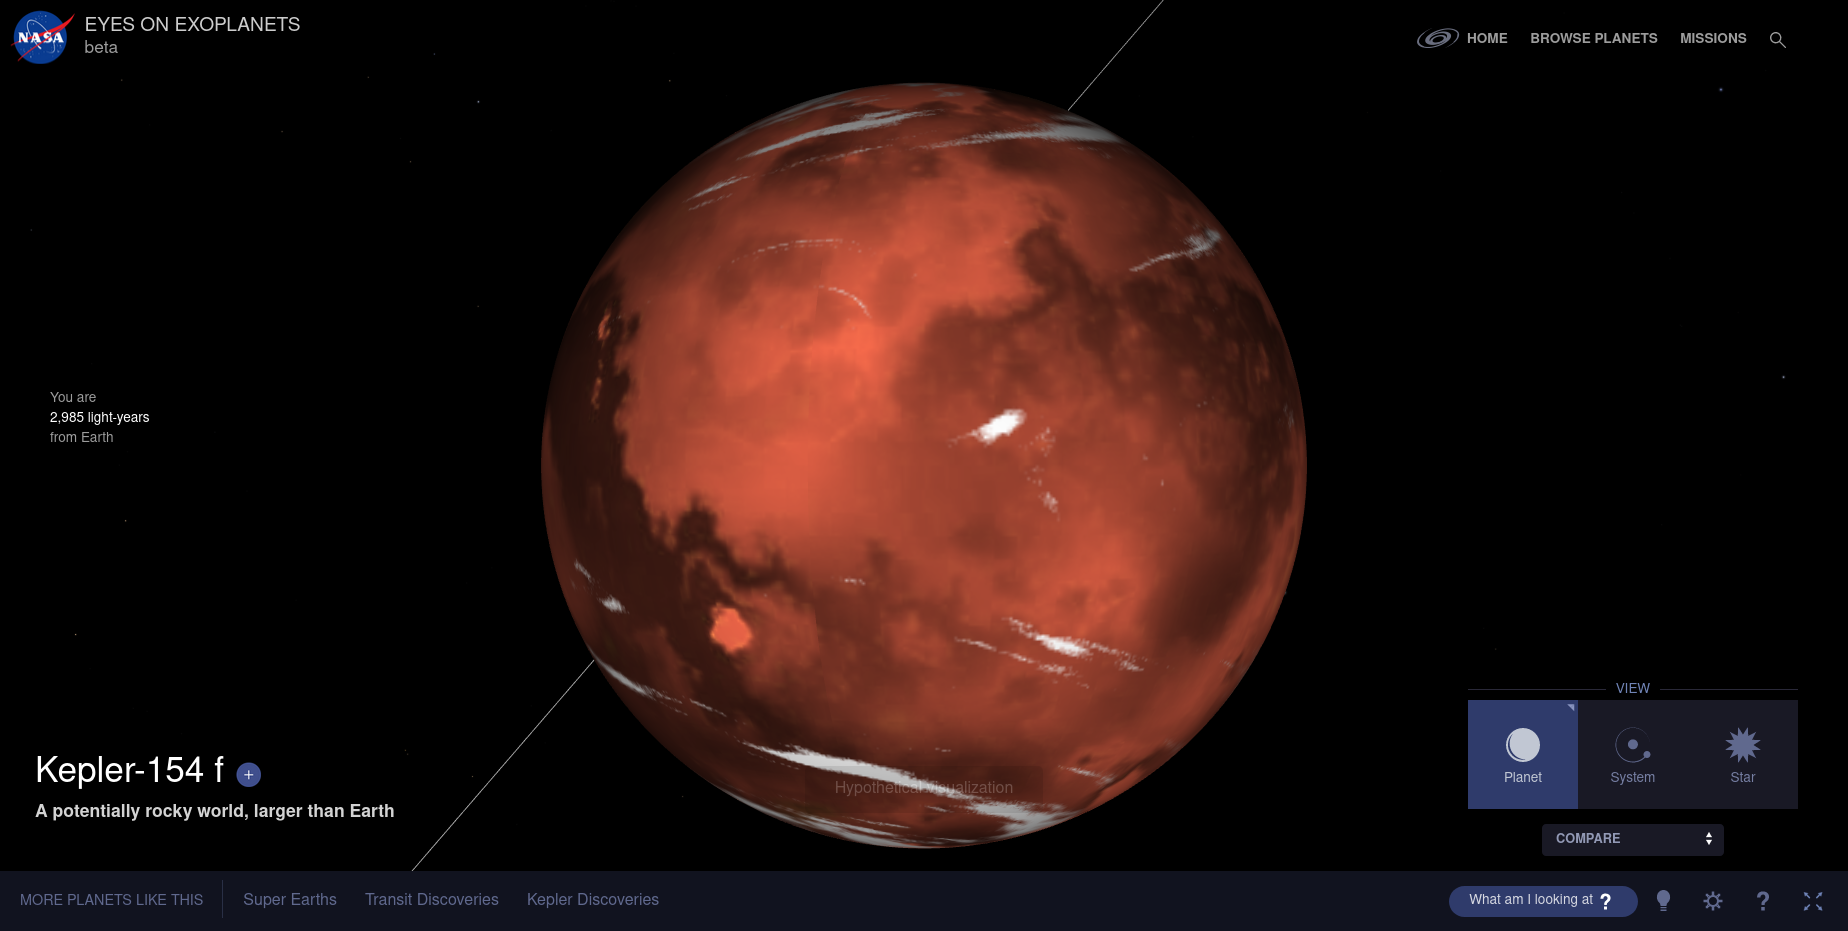 NASA
EYES ON EXOPLANETS
beta
HOME
BROWSE PLANETS
MISSIONS
You are
2,985 light-years
from Earth
Kepler-154 f +
A potentially rocky world, larger than Earth
Hypothetical Visualization
VIEW
Planet
System
Star
COMPARE
MORE PLANETS LIKE THIS
Super Earths
Transit Discoveries
Kepler Discoveries
What am I looking at ?
?